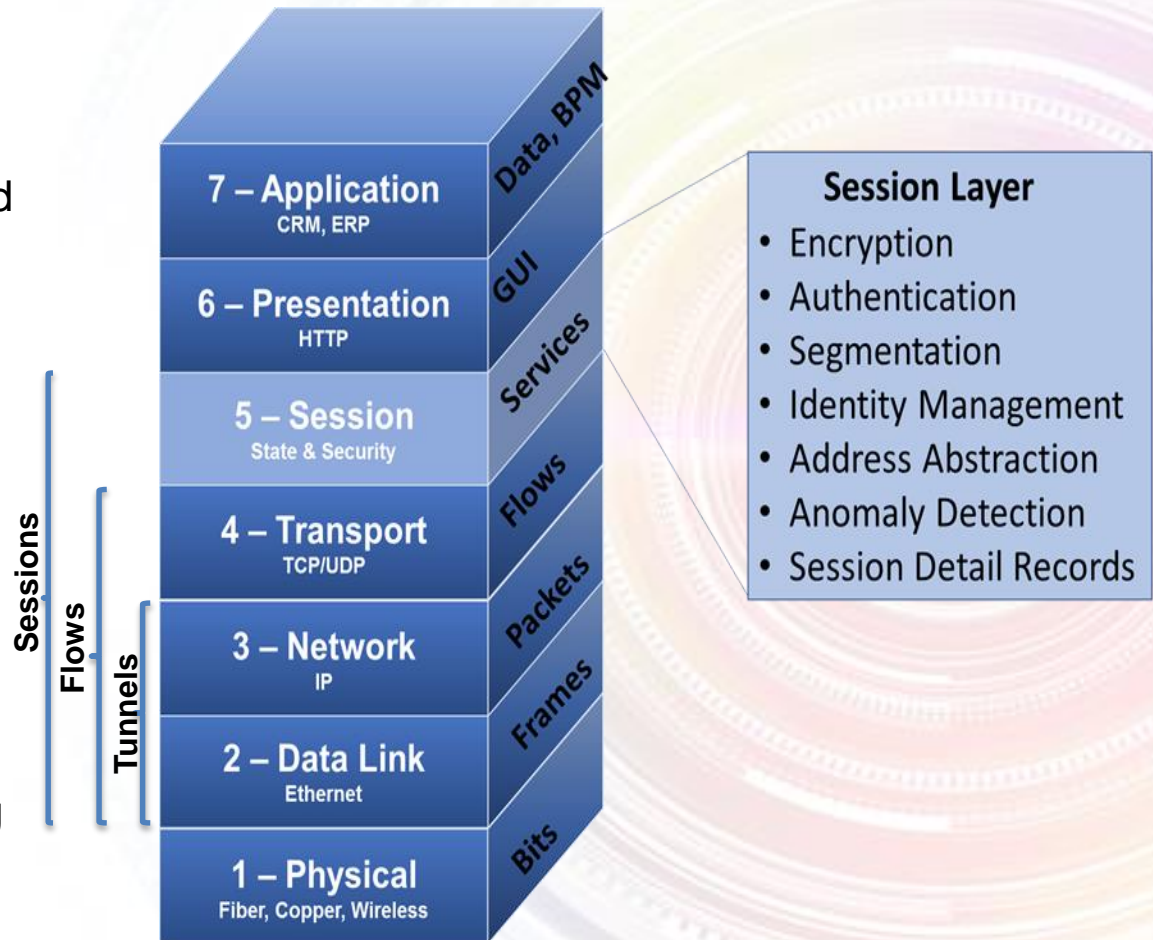 d
g
Sessions
Flows
Tunnels
7 – Application
CRM, ERP
Data, BPM
6 – Presentation
HTTP
GUI
5 – Session
State & Security
Services
4 – Transport
TCP/UDP
Flows
3 – Network
IP
Packets
2 – Data Link
Ethernet
Frames
1 – Physical
Fiber, Copper, Wireless
Bits
Session Layer
• Encryption
• Authentication
• Segmentation
• Identity Management
• Address Abstraction
• Anomaly Detection
• Session Detail Records